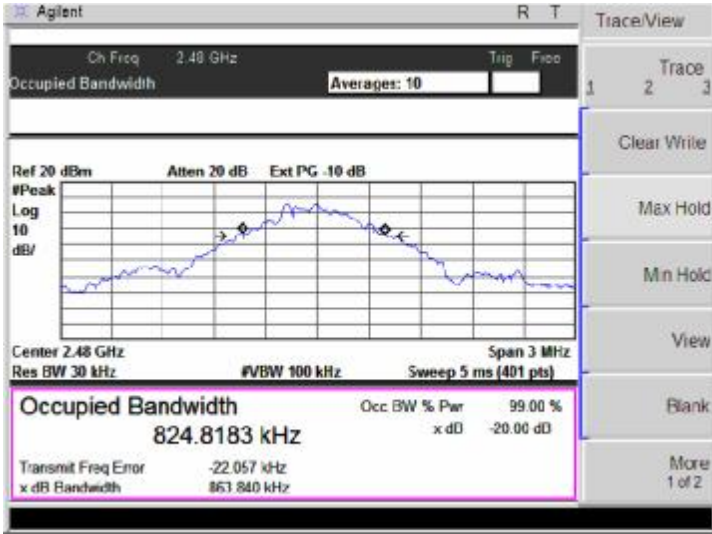 Agilent R T
Trace/View
Ch Freq 2.48 GHz Trig Free
Occupied Bandwidth Averages: 10
Trace
1 2 3
Clear Write
Ref 20 dBm Atten 20 dB Ext PG -10 dB
#Peak
Log
10
dB/
Max Hold
Min Hold
View
Center 2.48 GHz Span 3 MHz
Res BW 30 kHz #VBW 100 kHz Sweep 5 ms (401 pts)
Occupied Bandwidth Occ BW % Pwr 99.00 %
824.8183 kHz x dB -20.00 dB
Blank
Transmit Freq Error -22.057 kHz
x dB Bandwidth 863.840 kHz
More
1 of 2